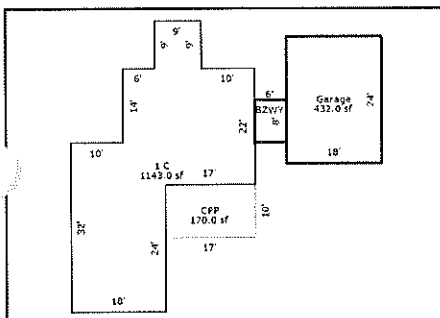 9'
9' 9'
6' 10'
14'
6'
BZWY
8'
Garage
432.0 sf
24'
22'
18'
10'
1 C
1143.0 sf
17'
32'
24'
CPP
170.0 sf
10'
17'
18'